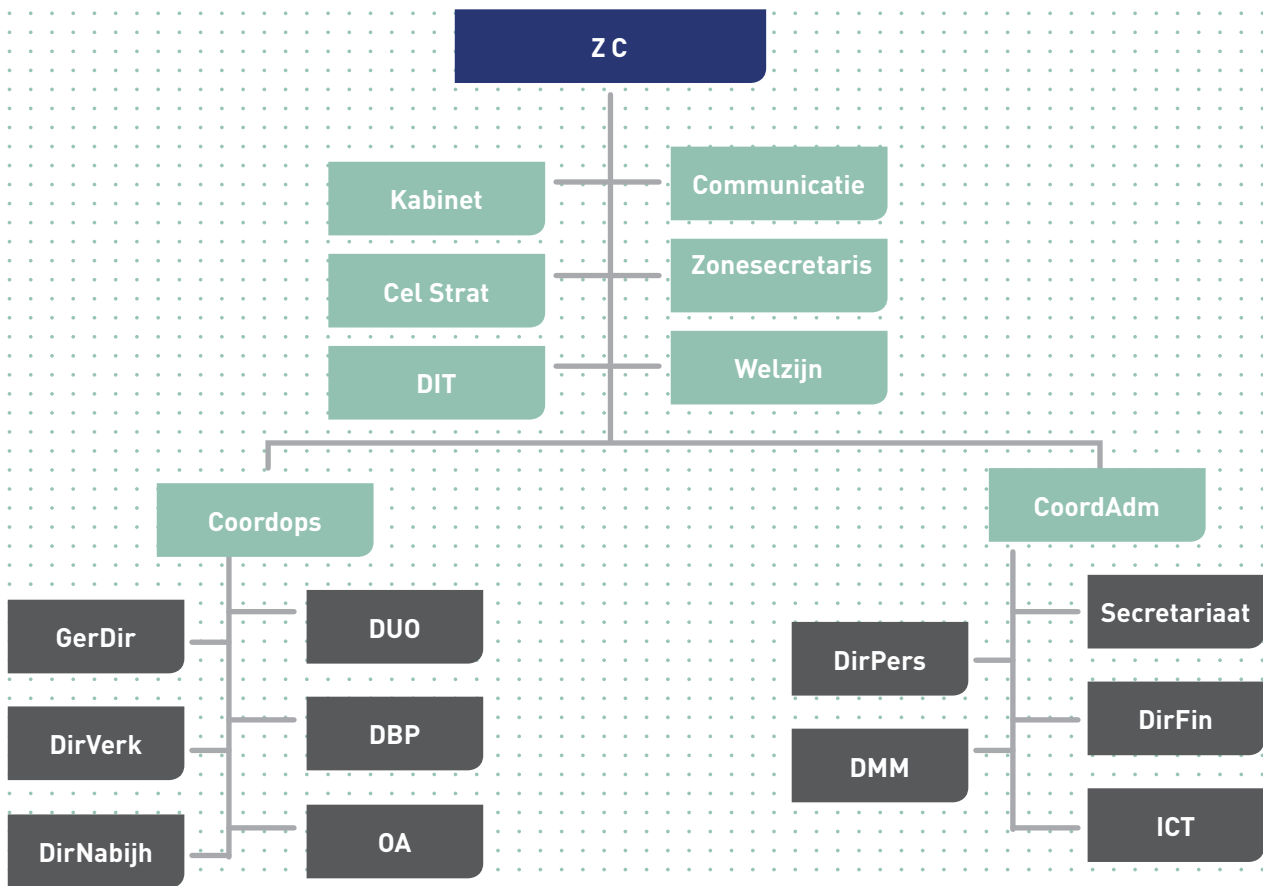 Z C
Kabinet
Communicatie
Cel Strat
Zonesecretaris
DIT
Welzijn
Coordops
CoordAdm
GerDir
DUO
DirVerk
DBP
DirNabijh
OA
DirPers
Secretariaat
DMM
DirFin
ICT